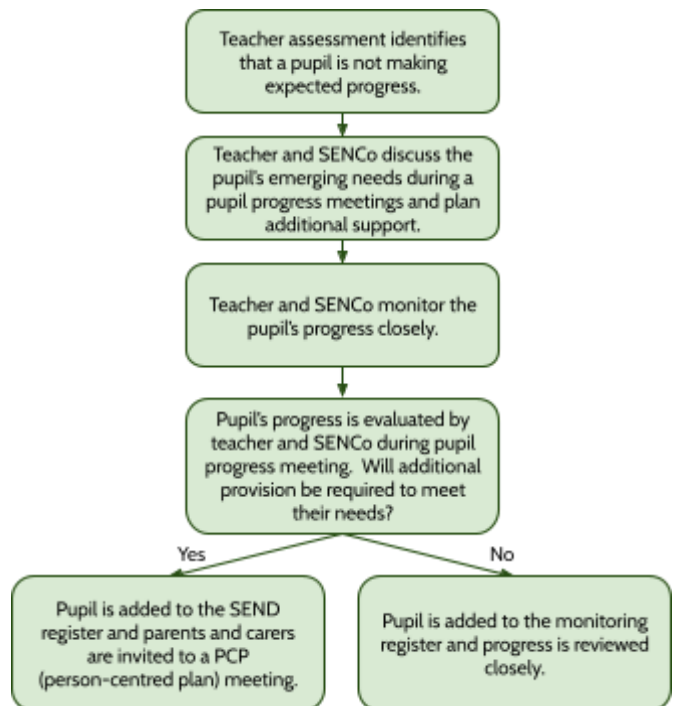 Teacher assessment identifies
that a pupil is not making
expected progress.
Teacher and SENCo discuss the
pupil's emerging needs during a
pupil progress meetings and plan
additional support.
Teacher and SENCo monitor the
pupil's progress closely.
Pupil's progress is evaluated by
teacher and SENCo during pupil
progress meeting.  Will additional
provision be required to meet
their needs?
Yes
No
Pupil is added to the SEND
register and parents and carers
are invited to a PCP
(person-centred plan) meeting.
Pupil is added to the monitoring
register and progress is reviewed
closely.